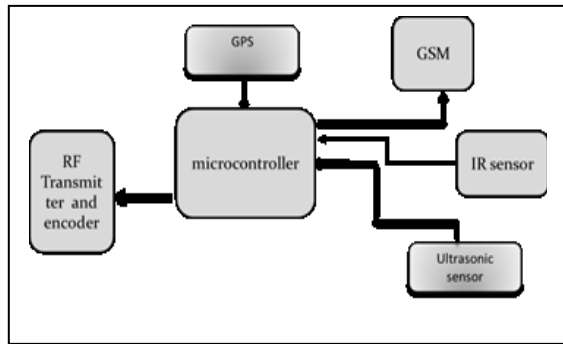 GPS
GSM
microcontroller
RF
Transmit
ter and
encoder
IR sensor
Ultrasonic
sensor